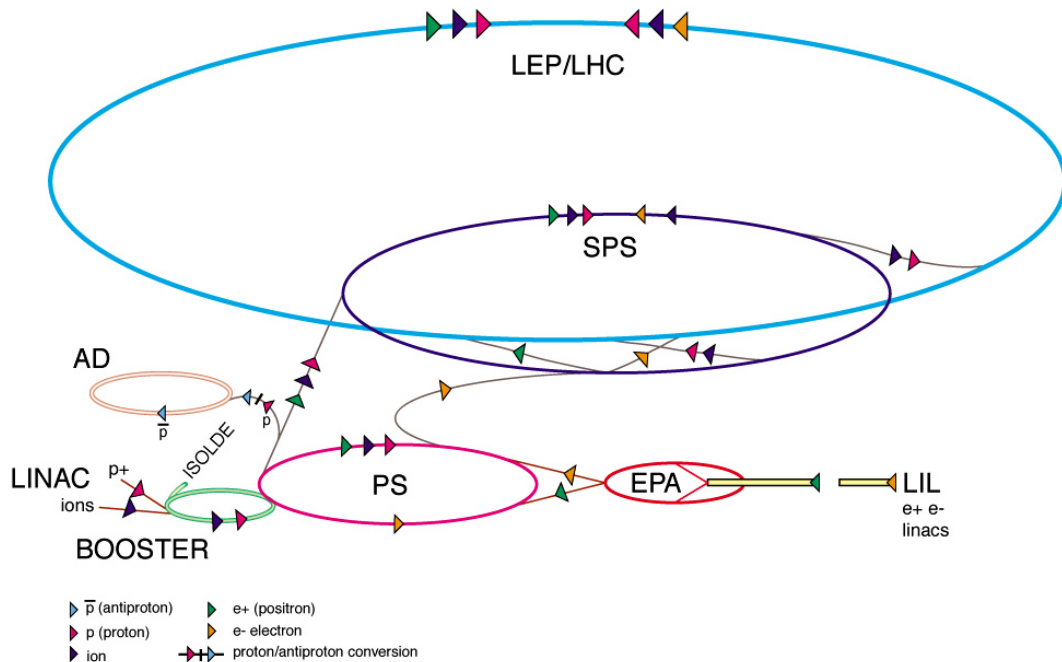 LEP/LHC
SPS
AD
p̅
p
ISOLDE
LINAC
p+
ions
BOOSTER
PS
EPA
LIL
e+ e-
linacs
p̅ (antiproton)
p (proton)
ion
e+ (positron)
e- electron
proton/antiproton conversion